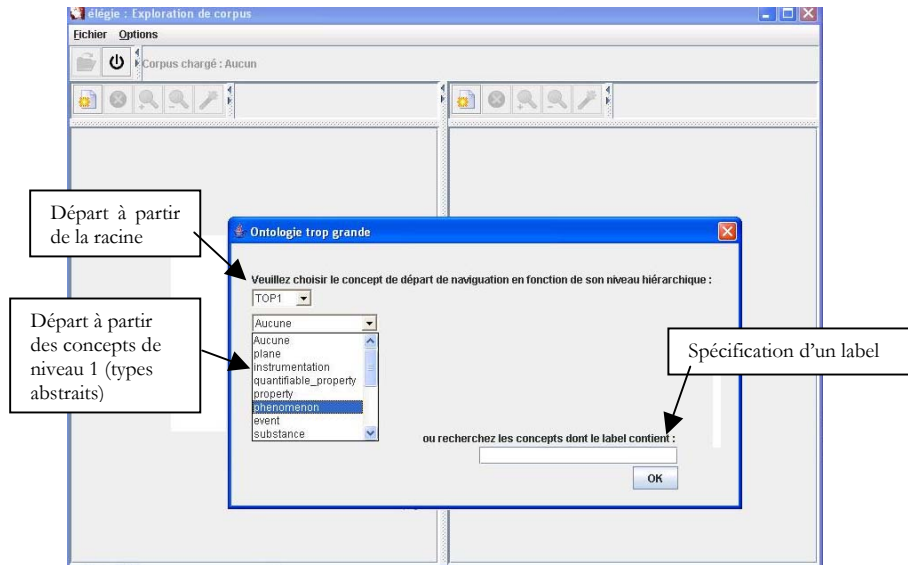 élégie : Exploration de corpus
Fichier Options
Corpus chargé : Aucun
Départ à partir
de la racine
Ontologie trop grande
Veuillez choisir le concept de départ de naviguation en fonction de son niveau hiérarchique :
TOP1
Départ à partir
des concepts de
niveau 1 (types
abstraits)
Aucune
Aucune
plane
instrumentation
quantifiable_property
property
phenomenon
event
substance
Spécification d'un label
ou recherchez les concepts dont le label contient :
OK